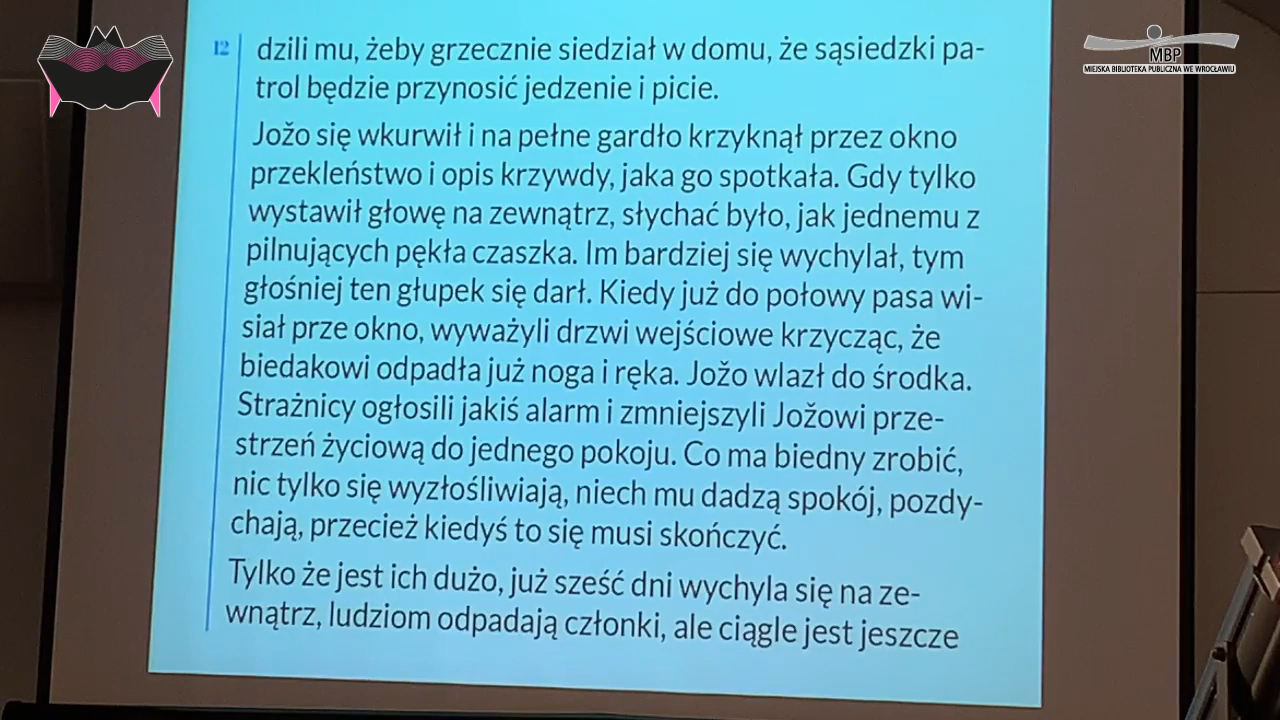 12
dzili mu, żeby grzecznie siedział w domu, że sąsiedzki pa-
trol będzie przynosić jedzenie i picie.
Jožo się wkurwił i na pełne gardło krzyknął przez okno
przekleństwo i opis krzywdy, jaka go spotkała. Gdy tylko
wystawił głowę na zewnątrz, słychać było, jak jednemu z
pilnujących pękła czaszka. Im bardziej się wychylał, tym
głośniej ten głupek się darł. Kiedy już do połowy pasa wi-
siał prze okno, wyważyli drzwi wejściowe krzycząc, że
biedakowi odpadła już noga i ręka. Jožo wlazł do środka.
Strażnicy ogłosili jakiś alarm i zmniejszyli Jožowi prze-
strzeń życiową do jednego pokoju. Co ma biedny zrobić,
nic tylko się wyzłośliwiają, niech mu dadzą spokój, pozdy-
chają, przecież kiedyś to się musi skończyć.
Tylko że jest ich dużo, już sześć dni wychyla się na ze-
wnątrz, ludziom odpadają członki, ale ciągle jest jeszcze
MBP
MIEJSKA BIBLIOTEKA PUBLICZNA WE WROCŁAWIU